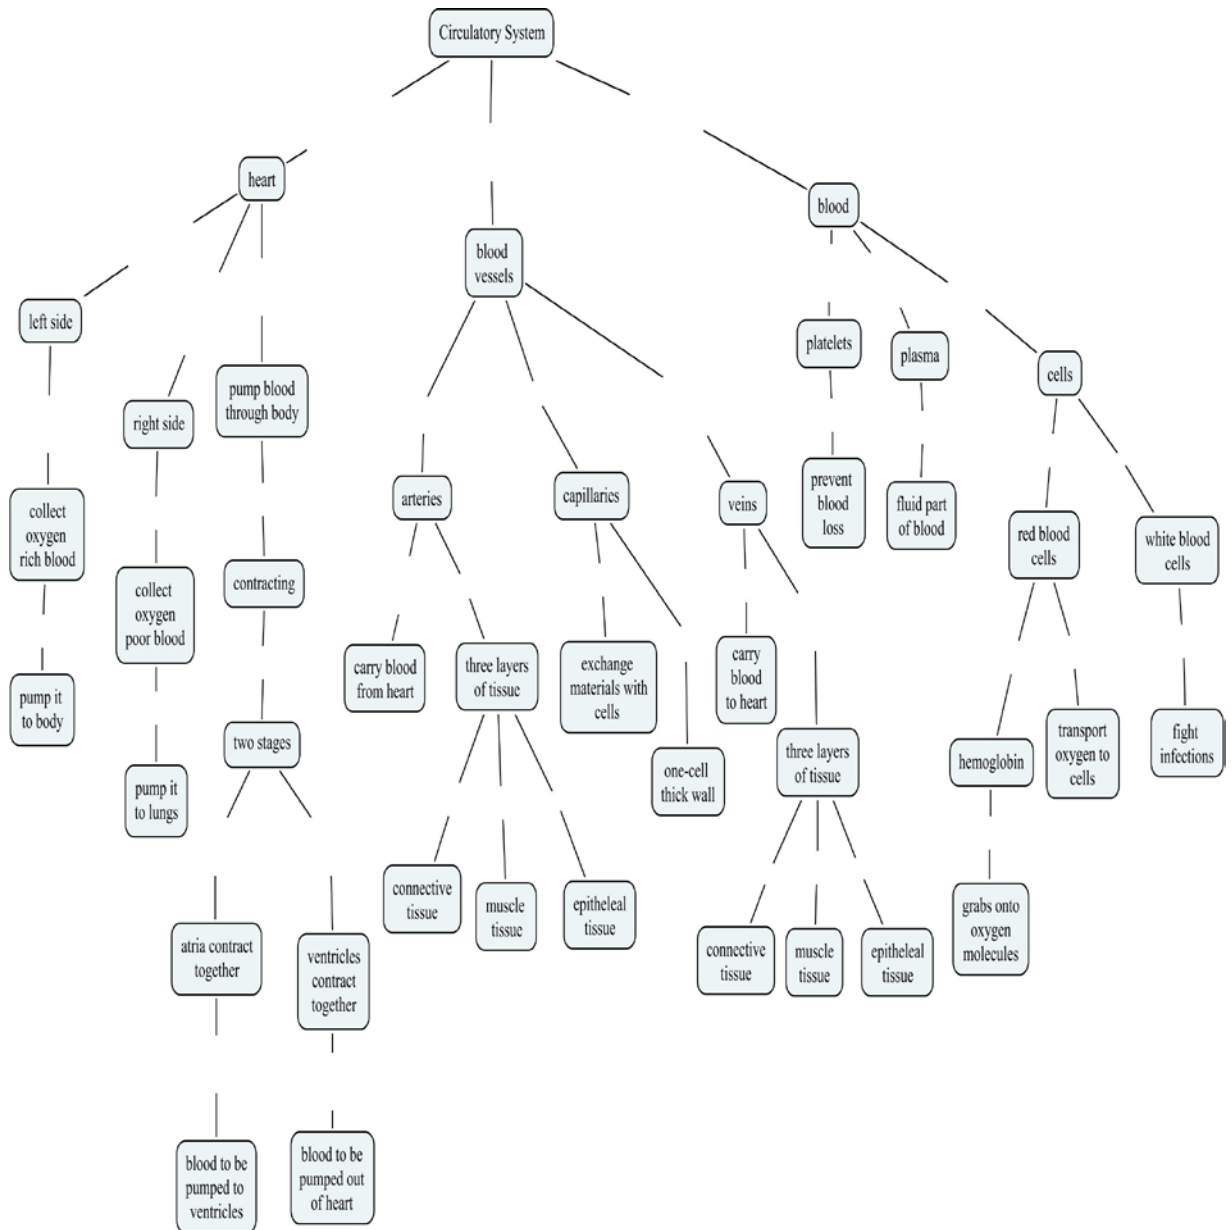 Circulatory System
heart
blood
blood
vessels
left side
platelets
plasma
cells
pump blood
through body
right side
arteries
capillaries
veins
prevent
blood
loss
fluid part
of blood
collect
oxygen
rich blood
red blood
cells
white blood
cells
contracting
collect
oxygen
poor blood
carry blood
from heart
three layers
of tissue
exchange
materials with
cells
carry
blood
to heart
pump it
to body
two stages
one-cell
thick wall
three layers
of tissue
hemoglobin
transport
oxygen to
cells
fight
infections
pump it
to lungs
connective
tissue
muscle
tissue
epitheleal
tissue
connective
tissue
muscle
tissue
epitheleal
tissue
grabs onto
oxygen
molecules
atria contract
together
ventricles
contract
together
blood to be
pumped to
ventricles
blood to be
pumped out
of heart